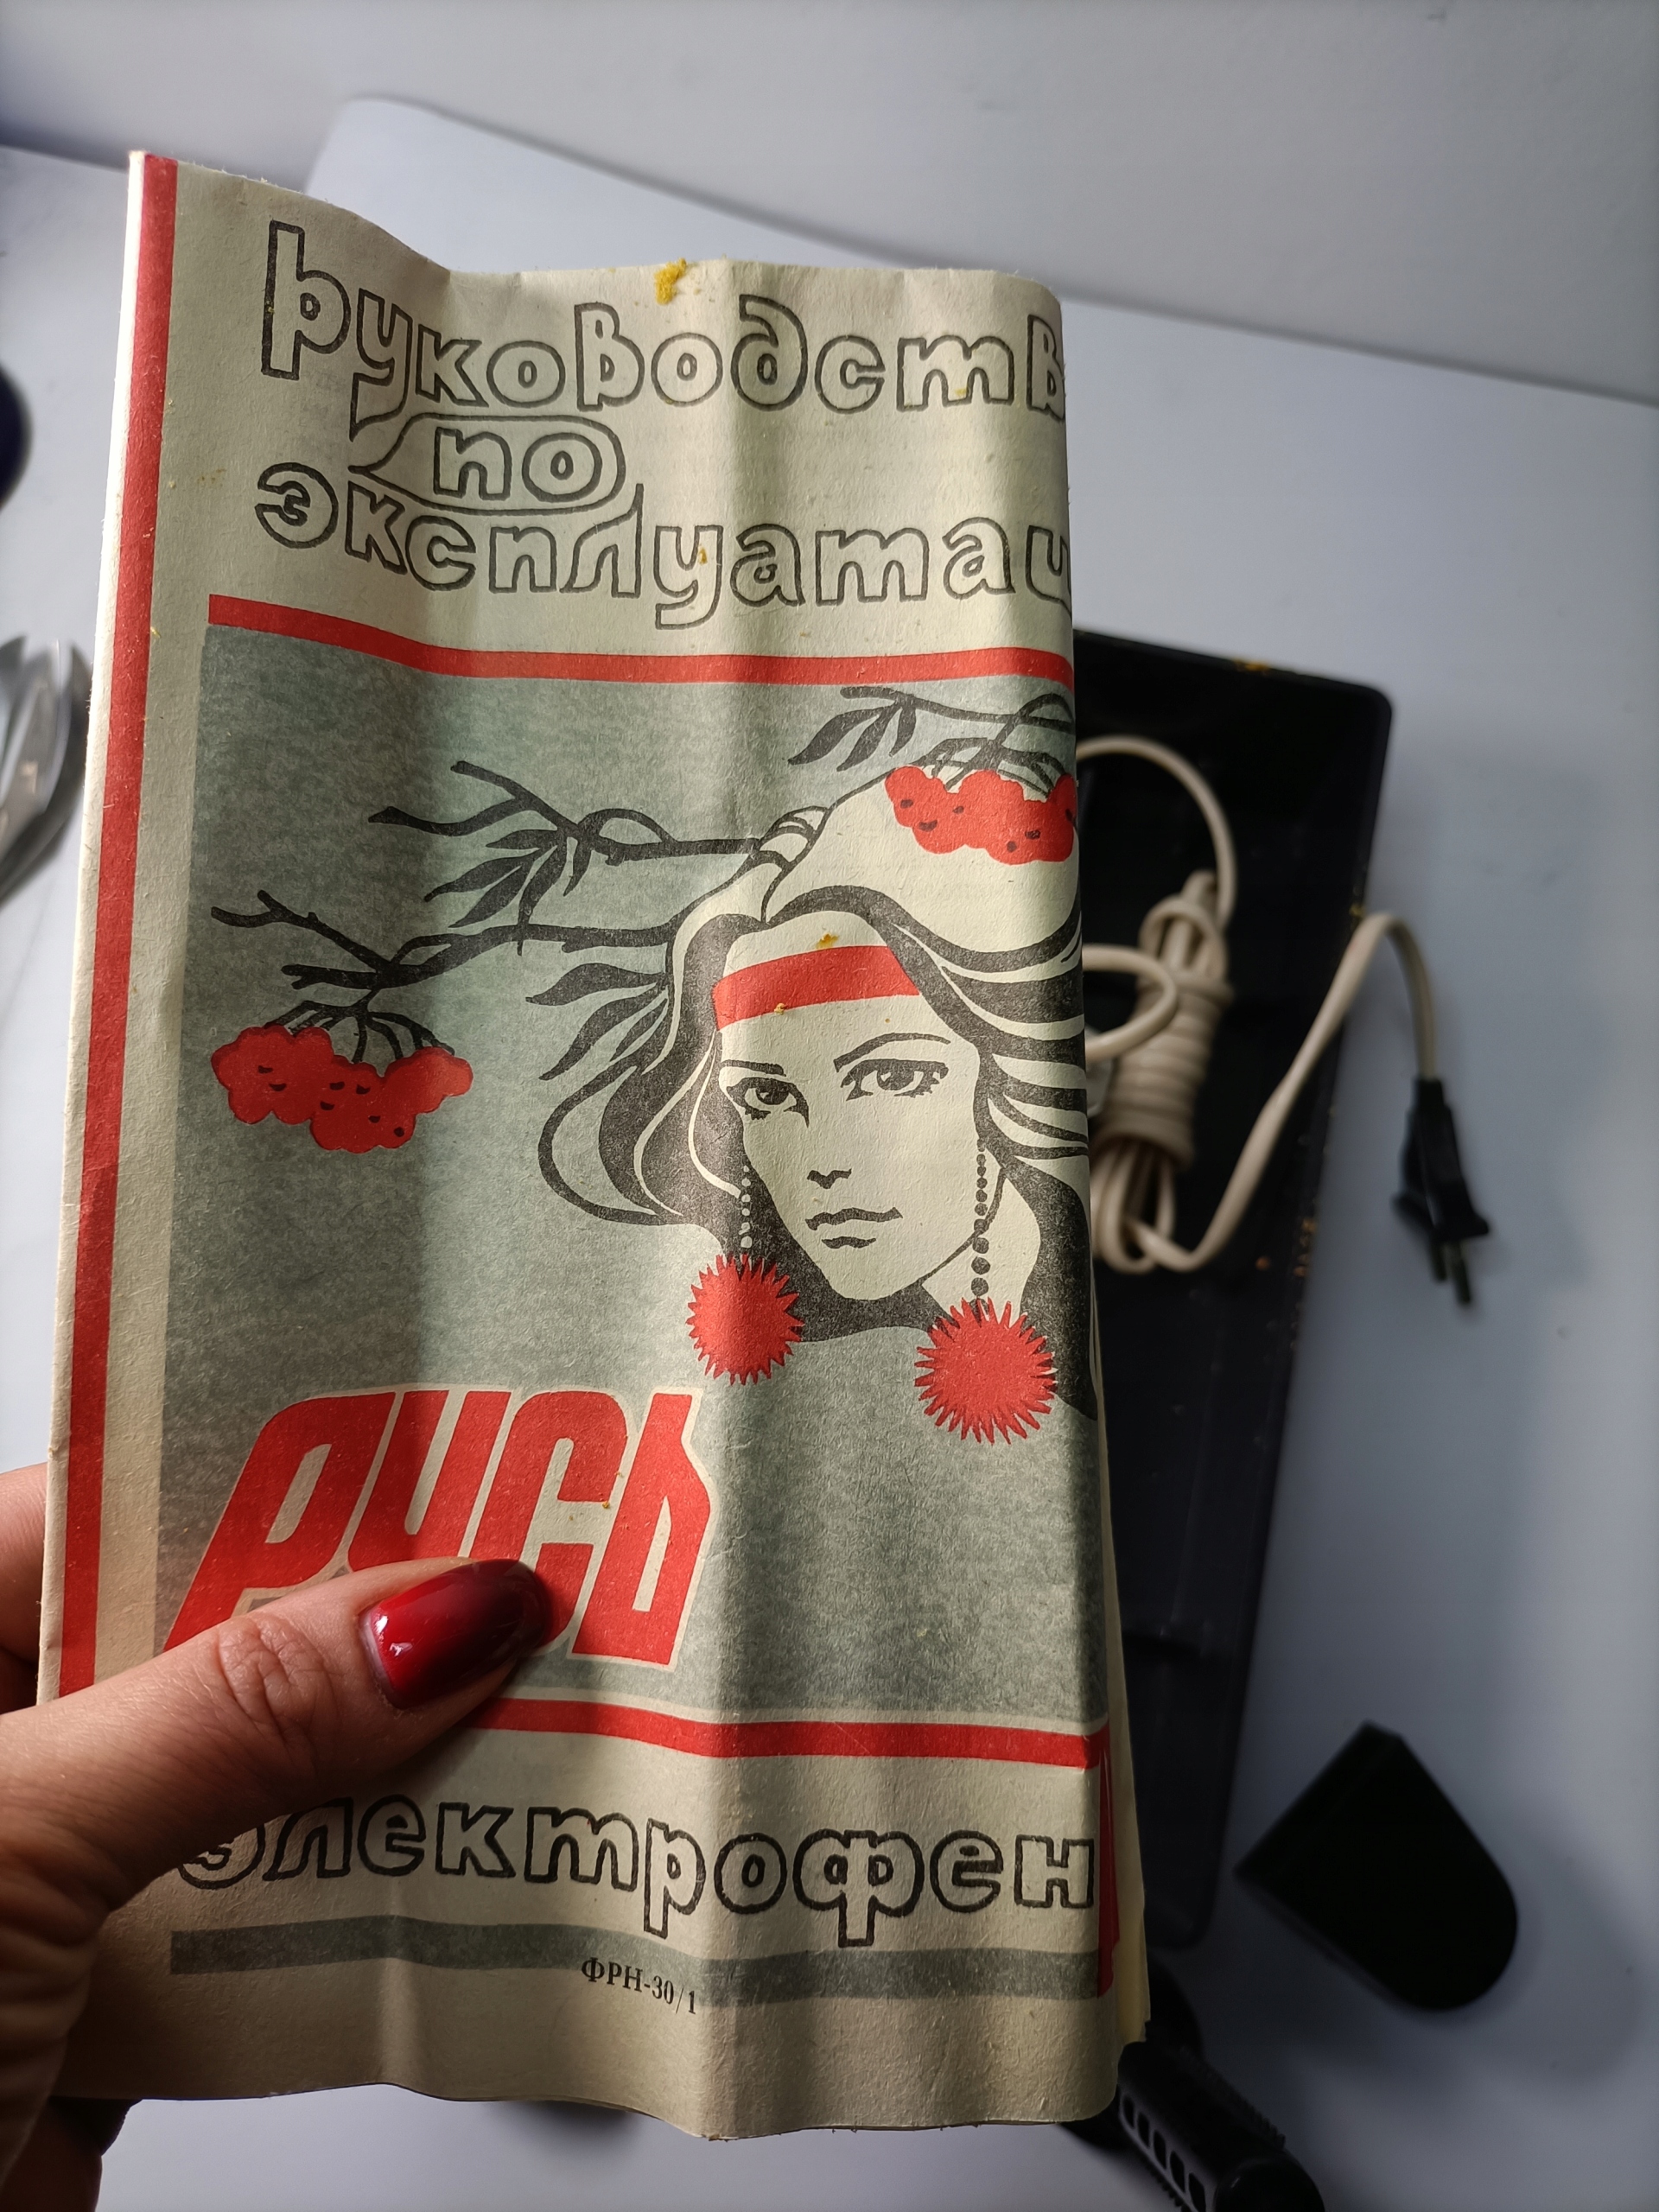 Руководств
по
эксплуатац
РУСЬ
Электрофен
ФРН-30/1